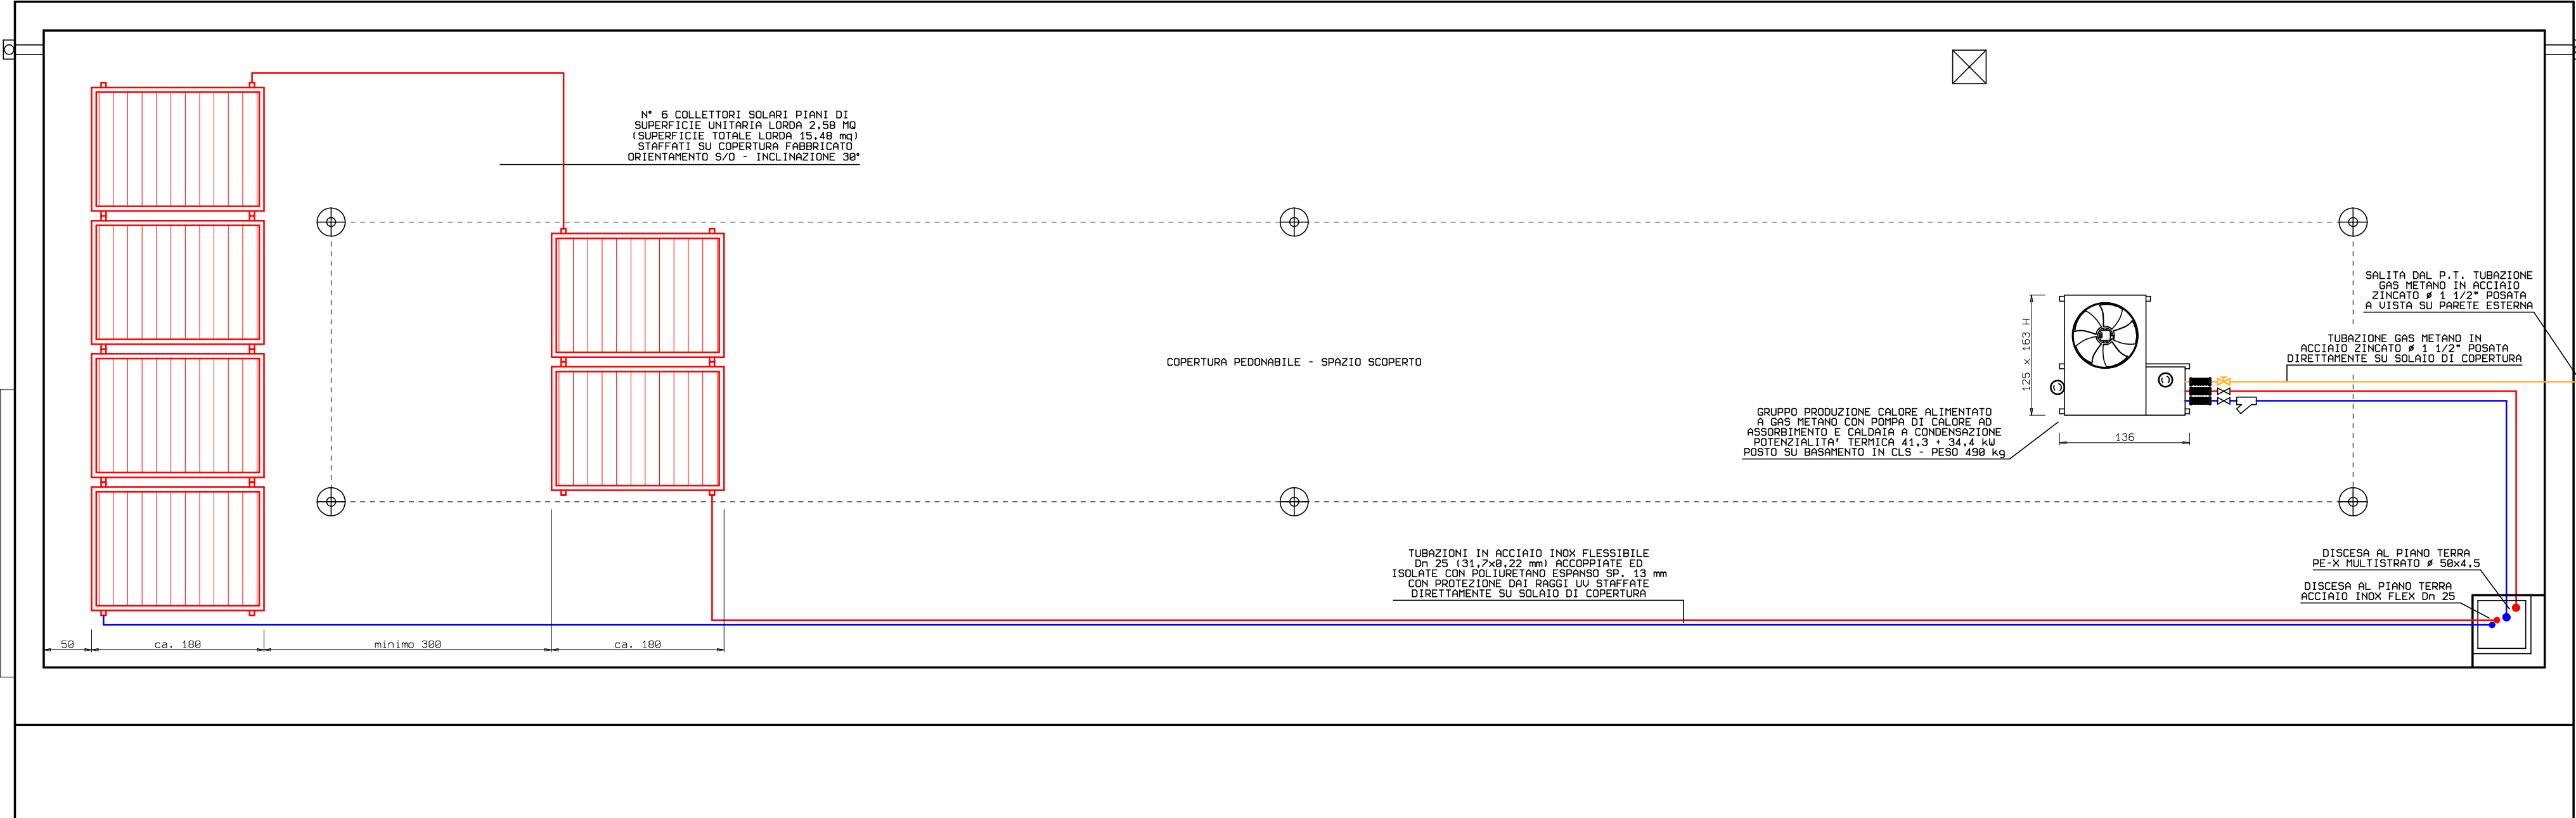 N° 6 COLLETTORI SOLARI PIANI DI
SUPERFICIE UNITARIA LORDA 2,58 MQ
(SUPERFICIE TOTALE LORDA 15,48 mq)
STAFFATI SU COPERTURA FABBRICATO
ORIENTAMENTO S/O - INCLINAZIONE 30°
COPERTURA PEDONABILE - SPAZIO SCOPERTO
SALITA DAL P.T. TUBAZIONE
GAS METANO IN ACCIAIO
ZINCATO ø 1 1/2" POSATA
A VISTA SU PARETE ESTERNA
TUBAZIONE GAS METANO IN
ACCIAIO ZINCATO ø 1 1/2" POSATA
DIRETTAMENTE SU SOLAIO DI COPERTURA
125 x 163 H
136
GRUPPO PRODUZIONE CALORE ALIMENTATO
A GAS METANO CON POMPA DI CALORE AD
ASSORBIMENTO E CALDAIA A CONDENSAZIONE
POTENZIALITA' TERMICA 41,3 + 34,4 kW
POSTO SU BASAMENTO IN CLS - PESO 490 kg
TUBAZIONI IN ACCIAIO INOX FLESSIBILE
Dn 25 (31,7x0,22 mm) ACCOPPIATE ED
ISOLATE CON POLIURETANO ESPANSO SP. 13 mm
CON PROTEZIONE DAI RAGGI UV STAFFATE
DIRETTAMENTE SU SOLAIO DI COPERTURA
DISCESA AL PIANO TERRA
PE-X MULTISTRATO ø 50x4,5
DISCESA AL PIANO TERRA
ACCIAIO INOX FLEX Dn 25
50
ca. 180
minimo 300
ca. 180